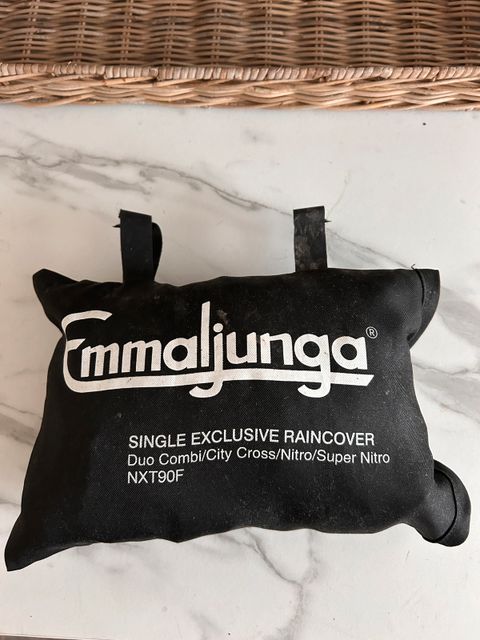 Emmaljunga®
SINGLE EXCLUSIVE RAINCOVER
Duo Combi/City Cross/Nitro/Super Nitro
NXT90F